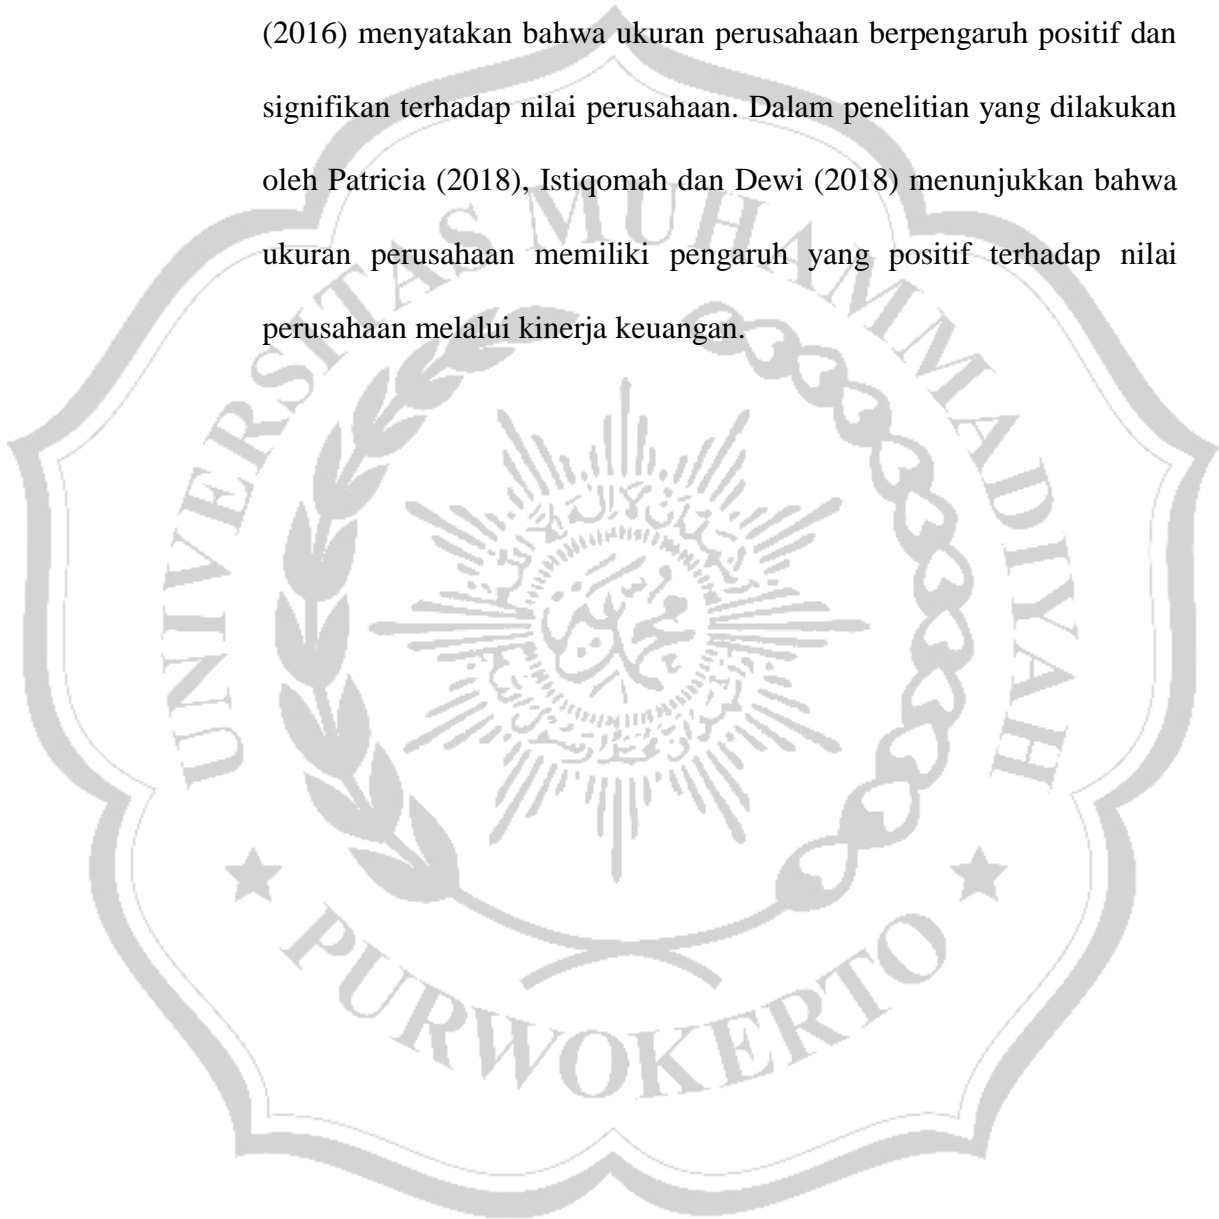 (2016) menyatakan bahwa ukuran perusahaan berpengaruh positif dan
signifikan terhadap nilai perusahaan. Dalam penelitian yang dilakukan
oleh Patricia (2018), Istiqomah dan Dewi (2018) menunjukkan bahwa
ukuran perusahaan memiliki pengaruh yang positif terhadap nilai
perusahaan melalui kinerja keuangan.
UNIVERSITAS MUHAMMADIYAH
PURWOKERTO